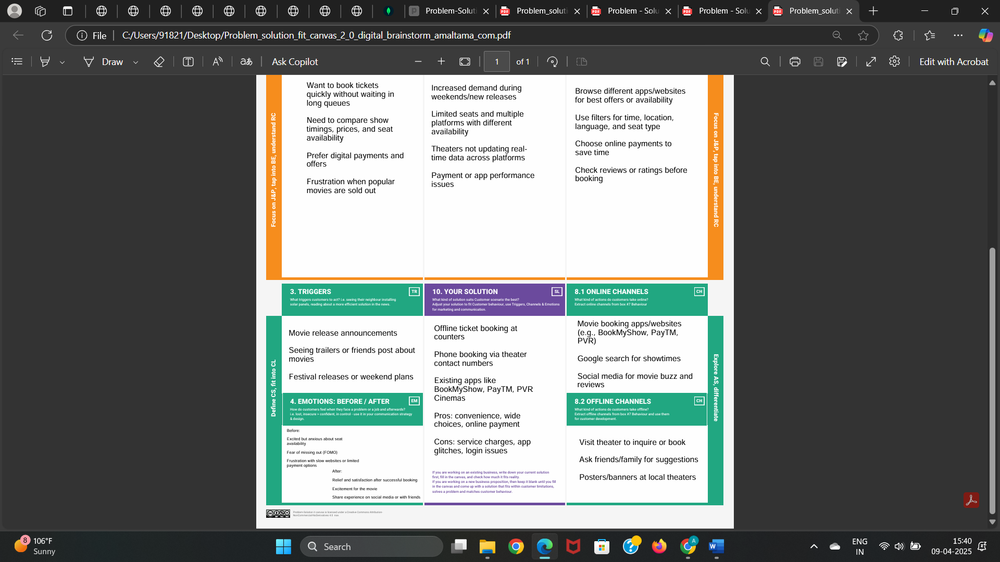 Problem-Soluti
Problem_soluti
Problem - Solu
Problem - Solu
Problem_soluti
File
C:/Users/91821/Desktop/Problem_solution_fit_canvas_2_0_digital_brainstorm_amaltama_com.pdf
Draw
Ask Copilot
1
of 1
Edit with Acrobat
Focus on J&P, tap into BE, understand RC
Want to book tickets
quickly without waiting in
long queues
Need to compare show
timings, prices, and seat
availability
Prefer digital payments and
offers
Frustration when popular
movies are sold out
Increased demand during
weekends/new releases
Limited seats and multiple
platforms with different
availability
Theaters not updating real-
time data across platforms
Payment or app performance
issues
Browse different apps/websites
for best offers or availability
Use filters for time, location,
language, and seat type
Choose online payments to
save time
Check reviews or ratings before
booking
Focus on J&P, tap into BE, understand RC
Define CS, fit into CL
3. TRIGGERS
TR
What triggers customers to act? i.e. seeing their neighbour installing
solar panels, reading about a more efficient solution in the news.
Movie release announcements
Seeing trailers or friends post about
movies
Festival releases or weekend plans
4. EMOTIONS: BEFORE / AFTER
EM
How do customers feel when they face a problem or a job and afterwards?
i.e. lost, insecure > confident, in control - use it in your communication strategy
& design.
Before:
Excited but anxious about seat
availability
Fear of missing out (FOMO)
Frustration with slow websites or limited
payment options
After:
Relief and satisfaction after successful booking
Excitement for the movie
Share experience on social media or with friends
10. YOUR SOLUTION
SL
What kind of solution suits Customer scenario the best?
Adjust your solution to fit Customer behaviour, use Triggers, Channels & Emotions
for marketing and communication.
Offline ticket booking at
counters
Phone booking via theater
contact numbers
Existing apps like
BookMyShow, PayTM, PVR
Cinemas
Pros: convenience, wide
choices, online payment
Cons: service charges, app
glitches, login issues
If you are working on an existing business, write down your current solution
first, fill in the canvas, and check how much it fits reality.
If you are working on a new business proposition, then keep it blank until you fill
in the canvas and come up with a solution that fits within customer limitations,
solves a problem and matches customer behaviour.
8.1 ONLINE CHANNELS
CH
What kind of actions do customers take online?
Extract online channels from box #7 Behaviour
Movie booking apps/websites
(e.g., BookMyShow, PayTM,
PVR)
Google search for showtimes
Social media for movie buzz and
reviews
8.2 OFFLINE CHANNELS
CH
What kind of actions do customers take offline?
Extract offline channels from box #7 Behaviour and use them
for customer development.
Visit theater to inquire or book
Ask friends/family for suggestions
Posters/banners at local theaters
Explore AS, differentiate
Problem-Solution fit canvas is licensed under a Creative Commons Attribution-
8
106°F
Sunny
Search
A
ENG
IN
15:40
09-04-2025